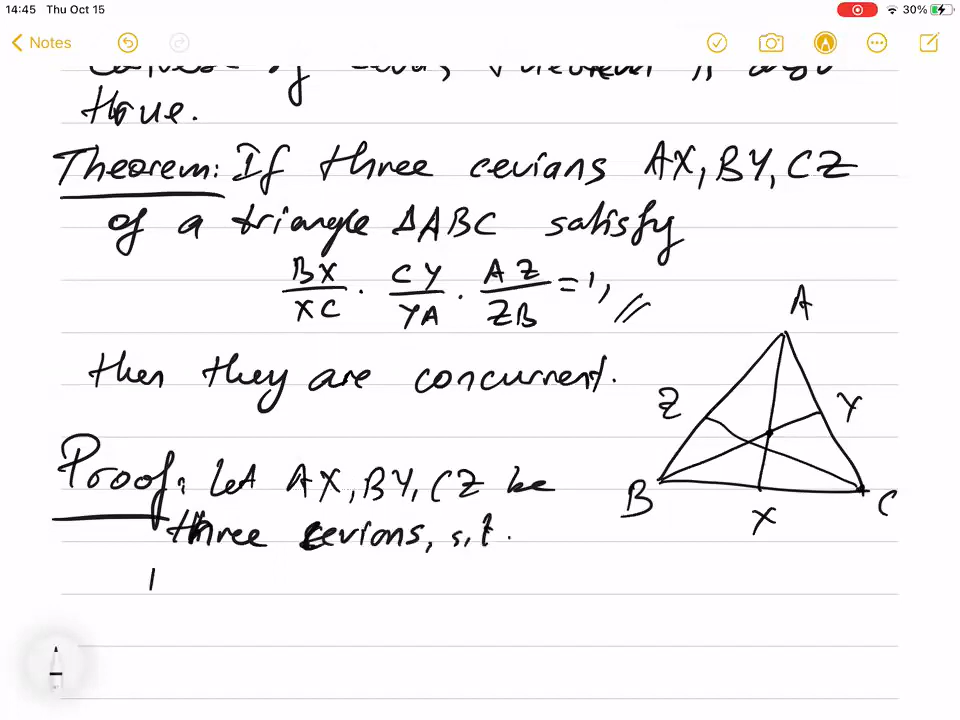 14:45 Thu Oct 15
30%
Notes
thrue.
Theorem: If three cevians AX, BY, CZ
of a triangle ΔABC satisfy
BX/XC · CY/YA · AZ/ZB = 1,
then they are concurrent.
A
Z
Y
B
X
C
Proof: Let AX, BY, CZ be
three cevians, s.t.